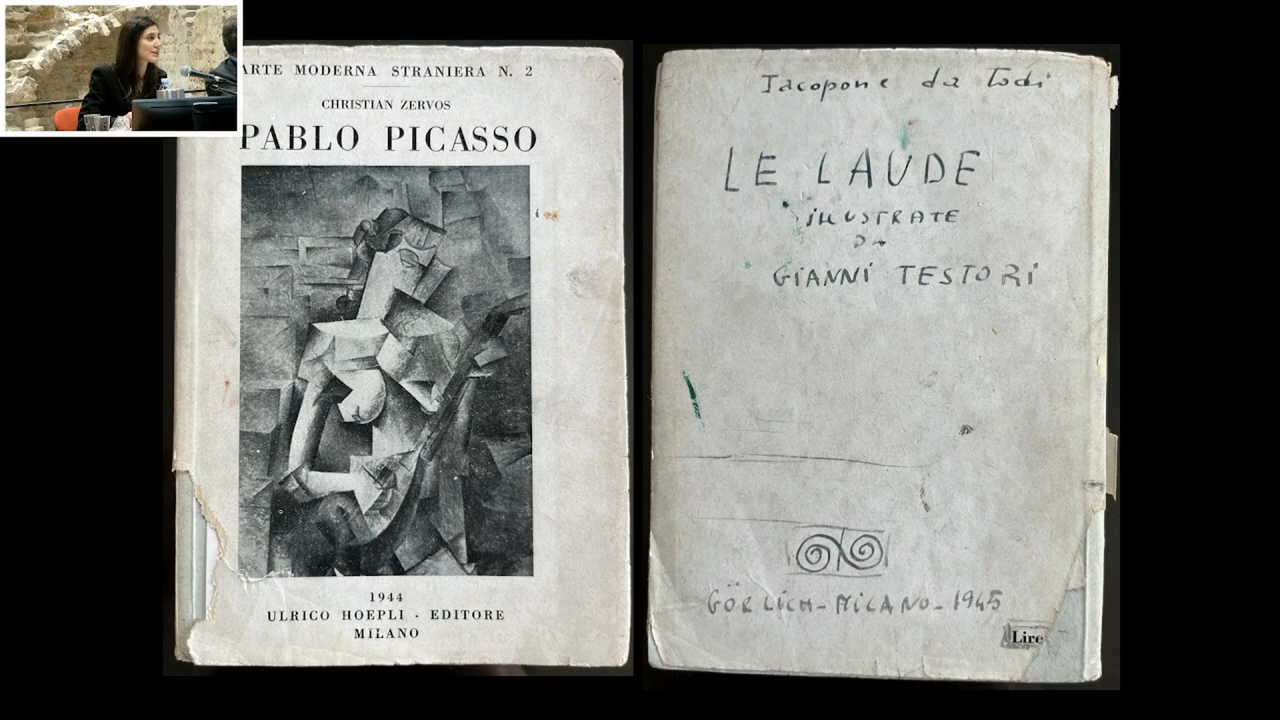 ARTE MODERNA STRANIERA N. 2
CHRISTIAN ZERVOS
PABLO PICASSO
1944
ULRICO HOEPLI · EDITORE
MILANO
Jacopone da Todi
LE LAUDE
iLLUSTRATE
DA
GiANNi TESTORi
GÖRLiCH - MiLANO - 1945
Lire